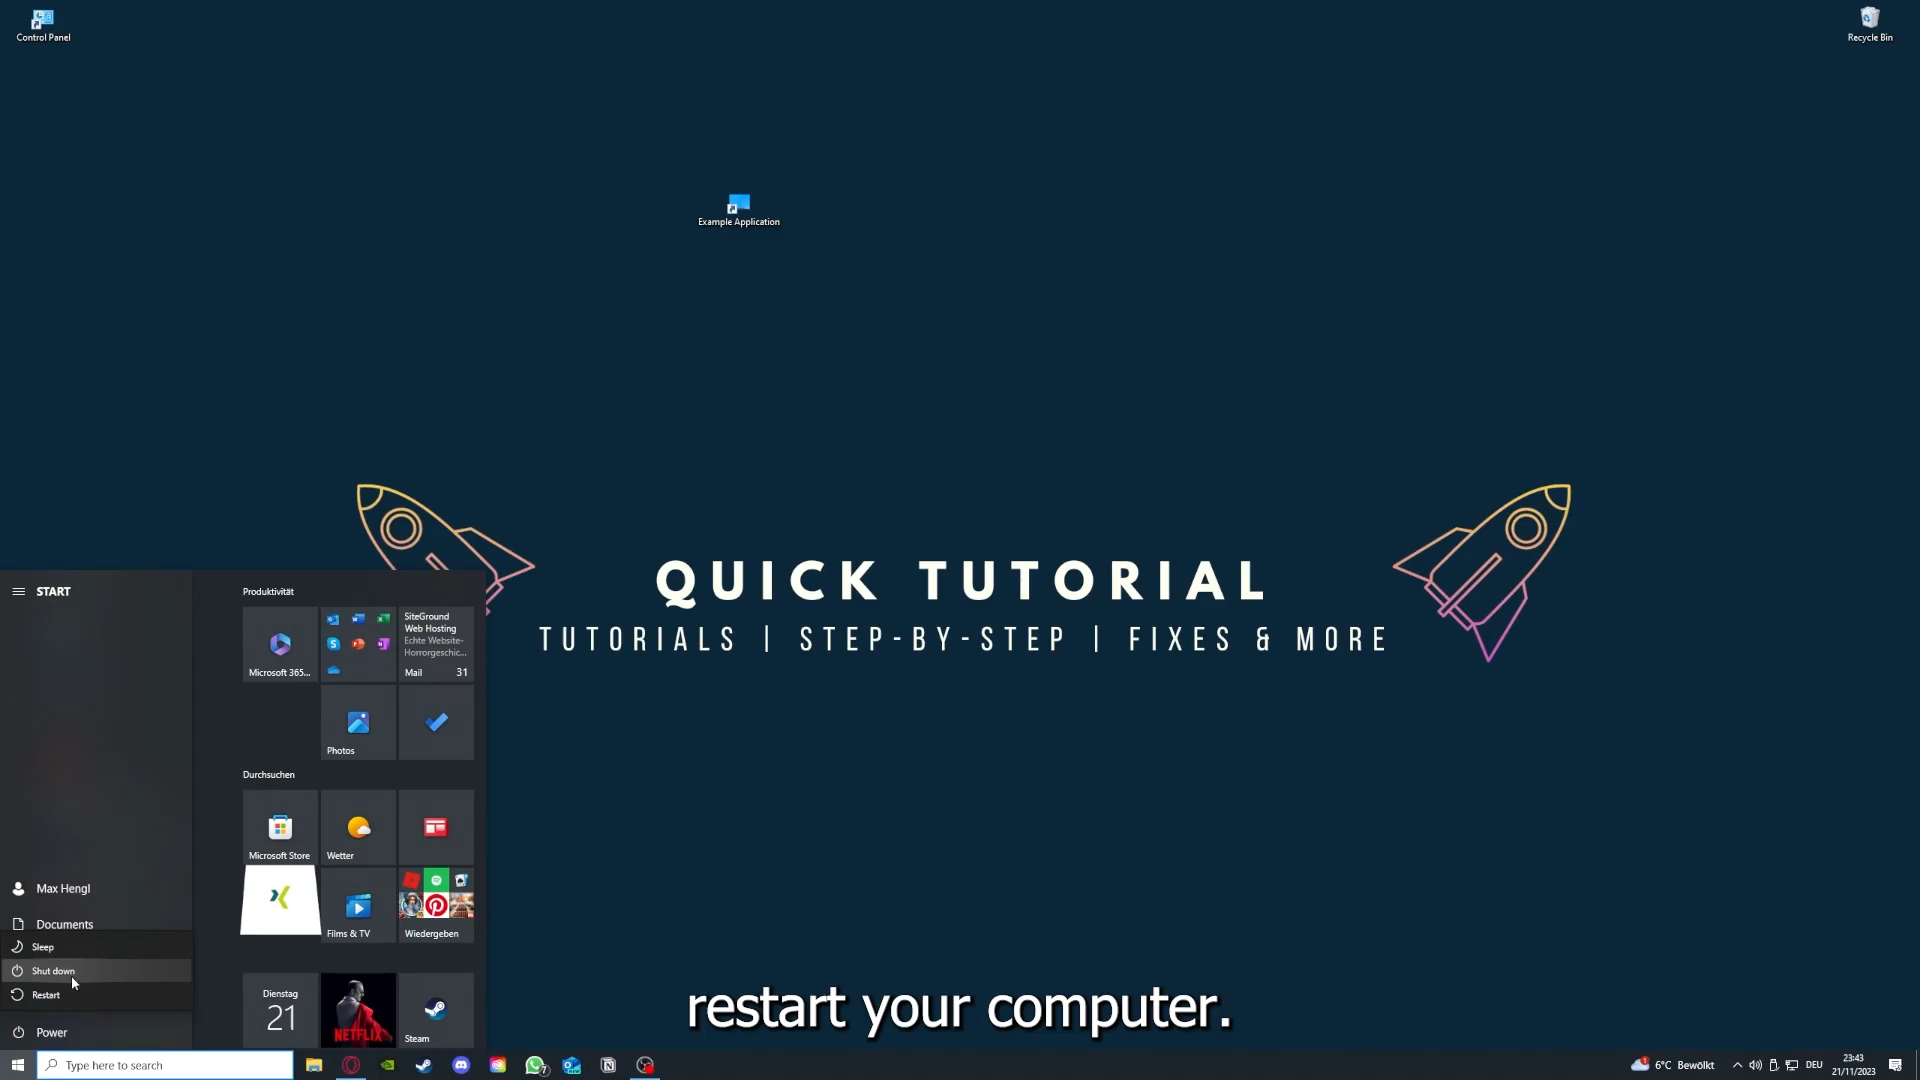 Control Panel
Recycle Bin
Example Application
QUICK TUTORIAL
TUTORIALS | STEP-BY-STEP | FIXES & MORE
START
Produktivität
SiteGround
Web Hosting
Echte Website-
Horrorgeschic...
Microsoft 365...
Mail 31
Photos
Durchsuchen
Microsoft Store
Wetter
Films & TV
Wiedergeben
Max Hengl
Documents
Sleep
Shut down
Restart
Power
Dienstag
21
NETFLIX
Steam
restart your computer.
Type here to search
7
1
6°C Bewölkt
DEU
23:43
21/11/2023